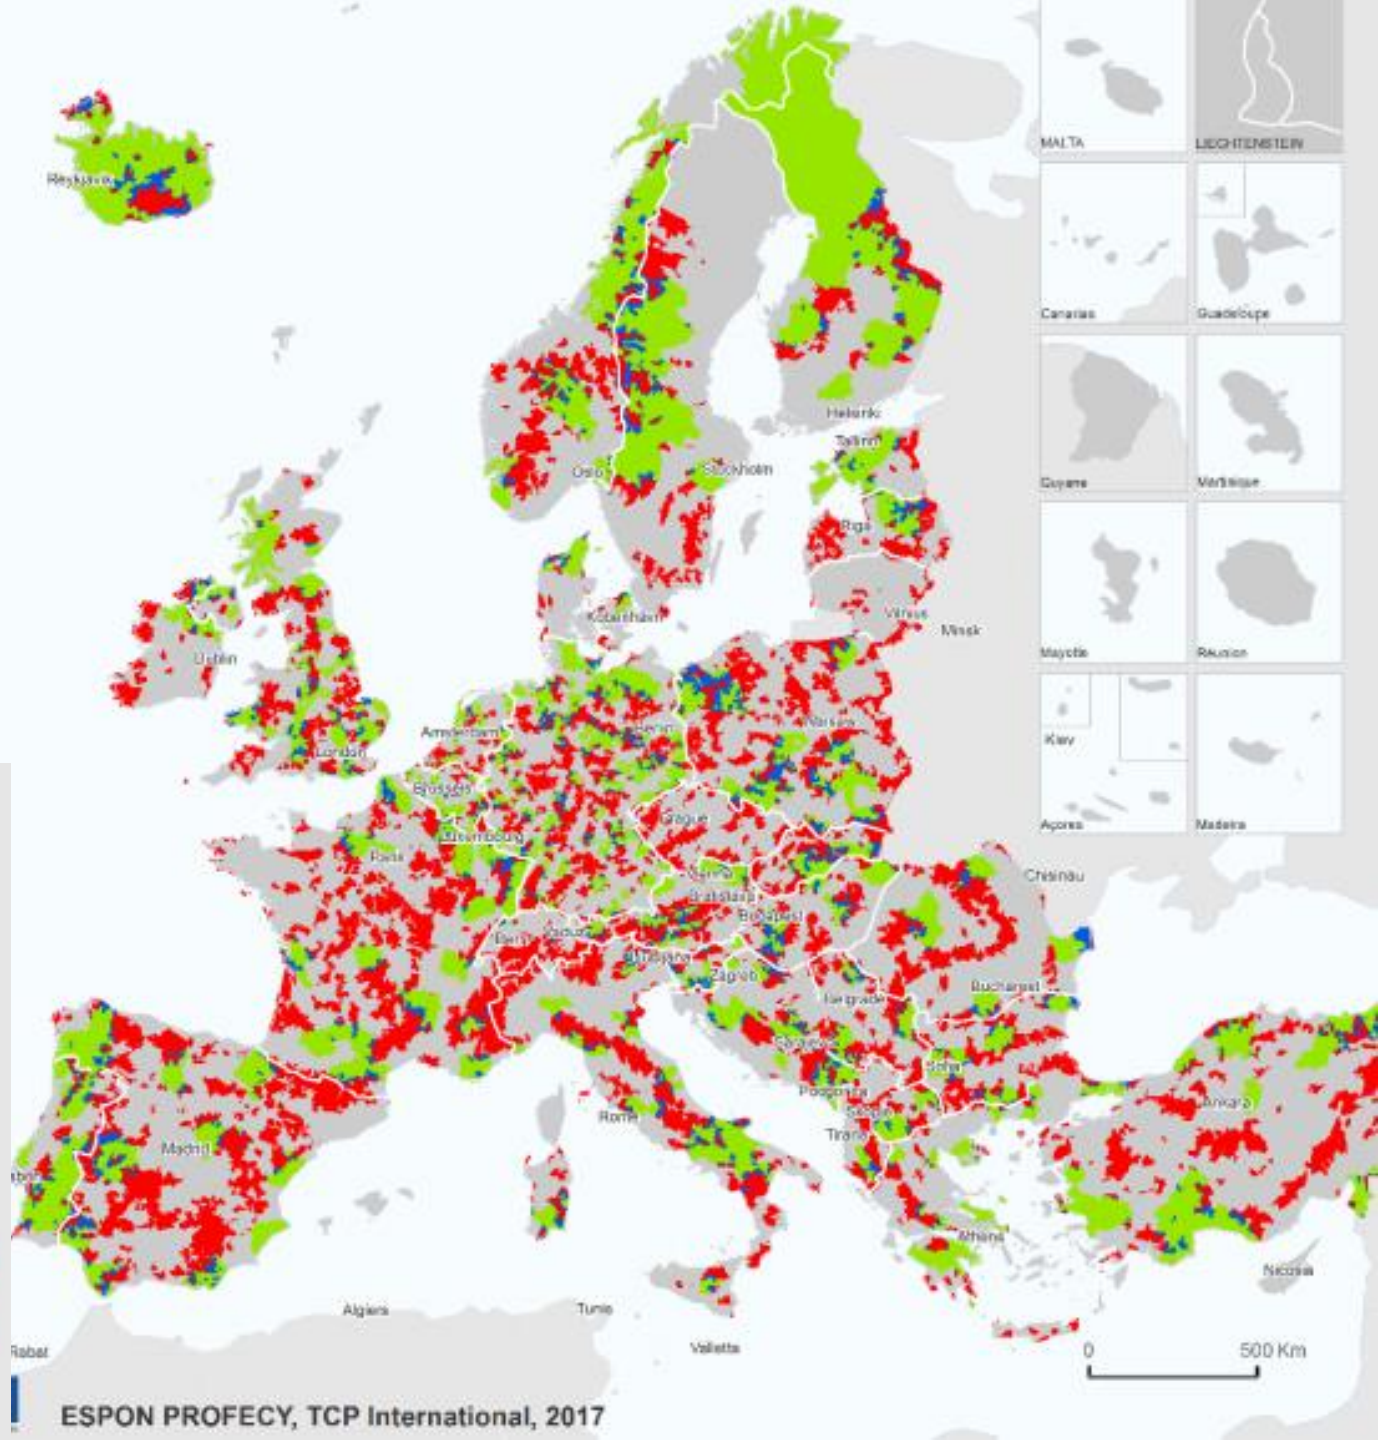 MALTA
LIECHTENSTEIN
Reykjavik
Canarias
Guadeloupe
Helsinki
Tallinn
Oslo
Stockholm
Guyane
Martinique
Riga
København
Vilnius
Minsk
Dublin
Mayotte
Réunion
Amsterdam
Berlin
Warsaw
London
Kiev
Brussels
Açores
Madeira
Prague
Luxembourg
Paris
Vienna
Chisinau
Bratislava
Budapest
Bern
Vaduz
Ljubljana
Zagreb
Bucharest
Belgrade
Sarajevo
Sofia
Podgorica
Skopje
Ankara
Rome
Tirana
Madrid
Athens
Nicosia
Algiers
Tunis
Valletta
Rabat
0 500 Km
ESPON PROFECY, TCP International, 2017